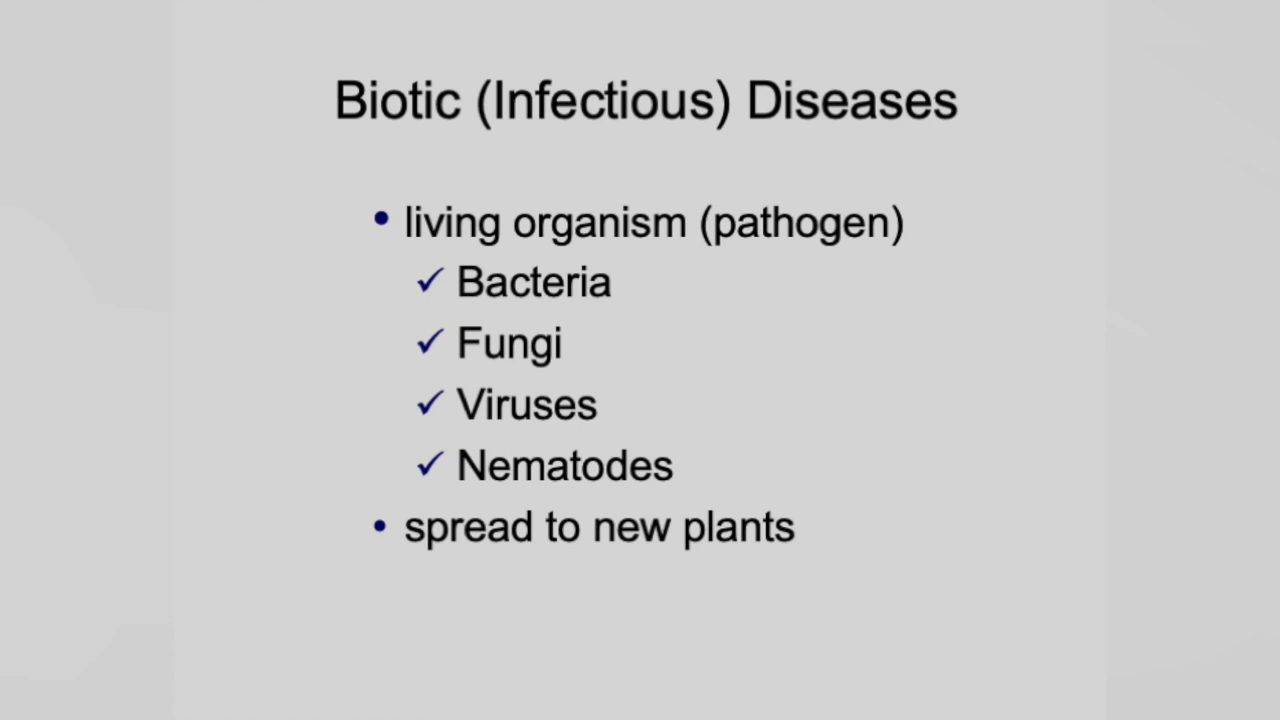 Biotic (Infectious) Diseases
• living organism (pathogen)
✓ Bacteria
✓ Fungi
✓ Viruses
✓ Nematodes
• spread to new plants